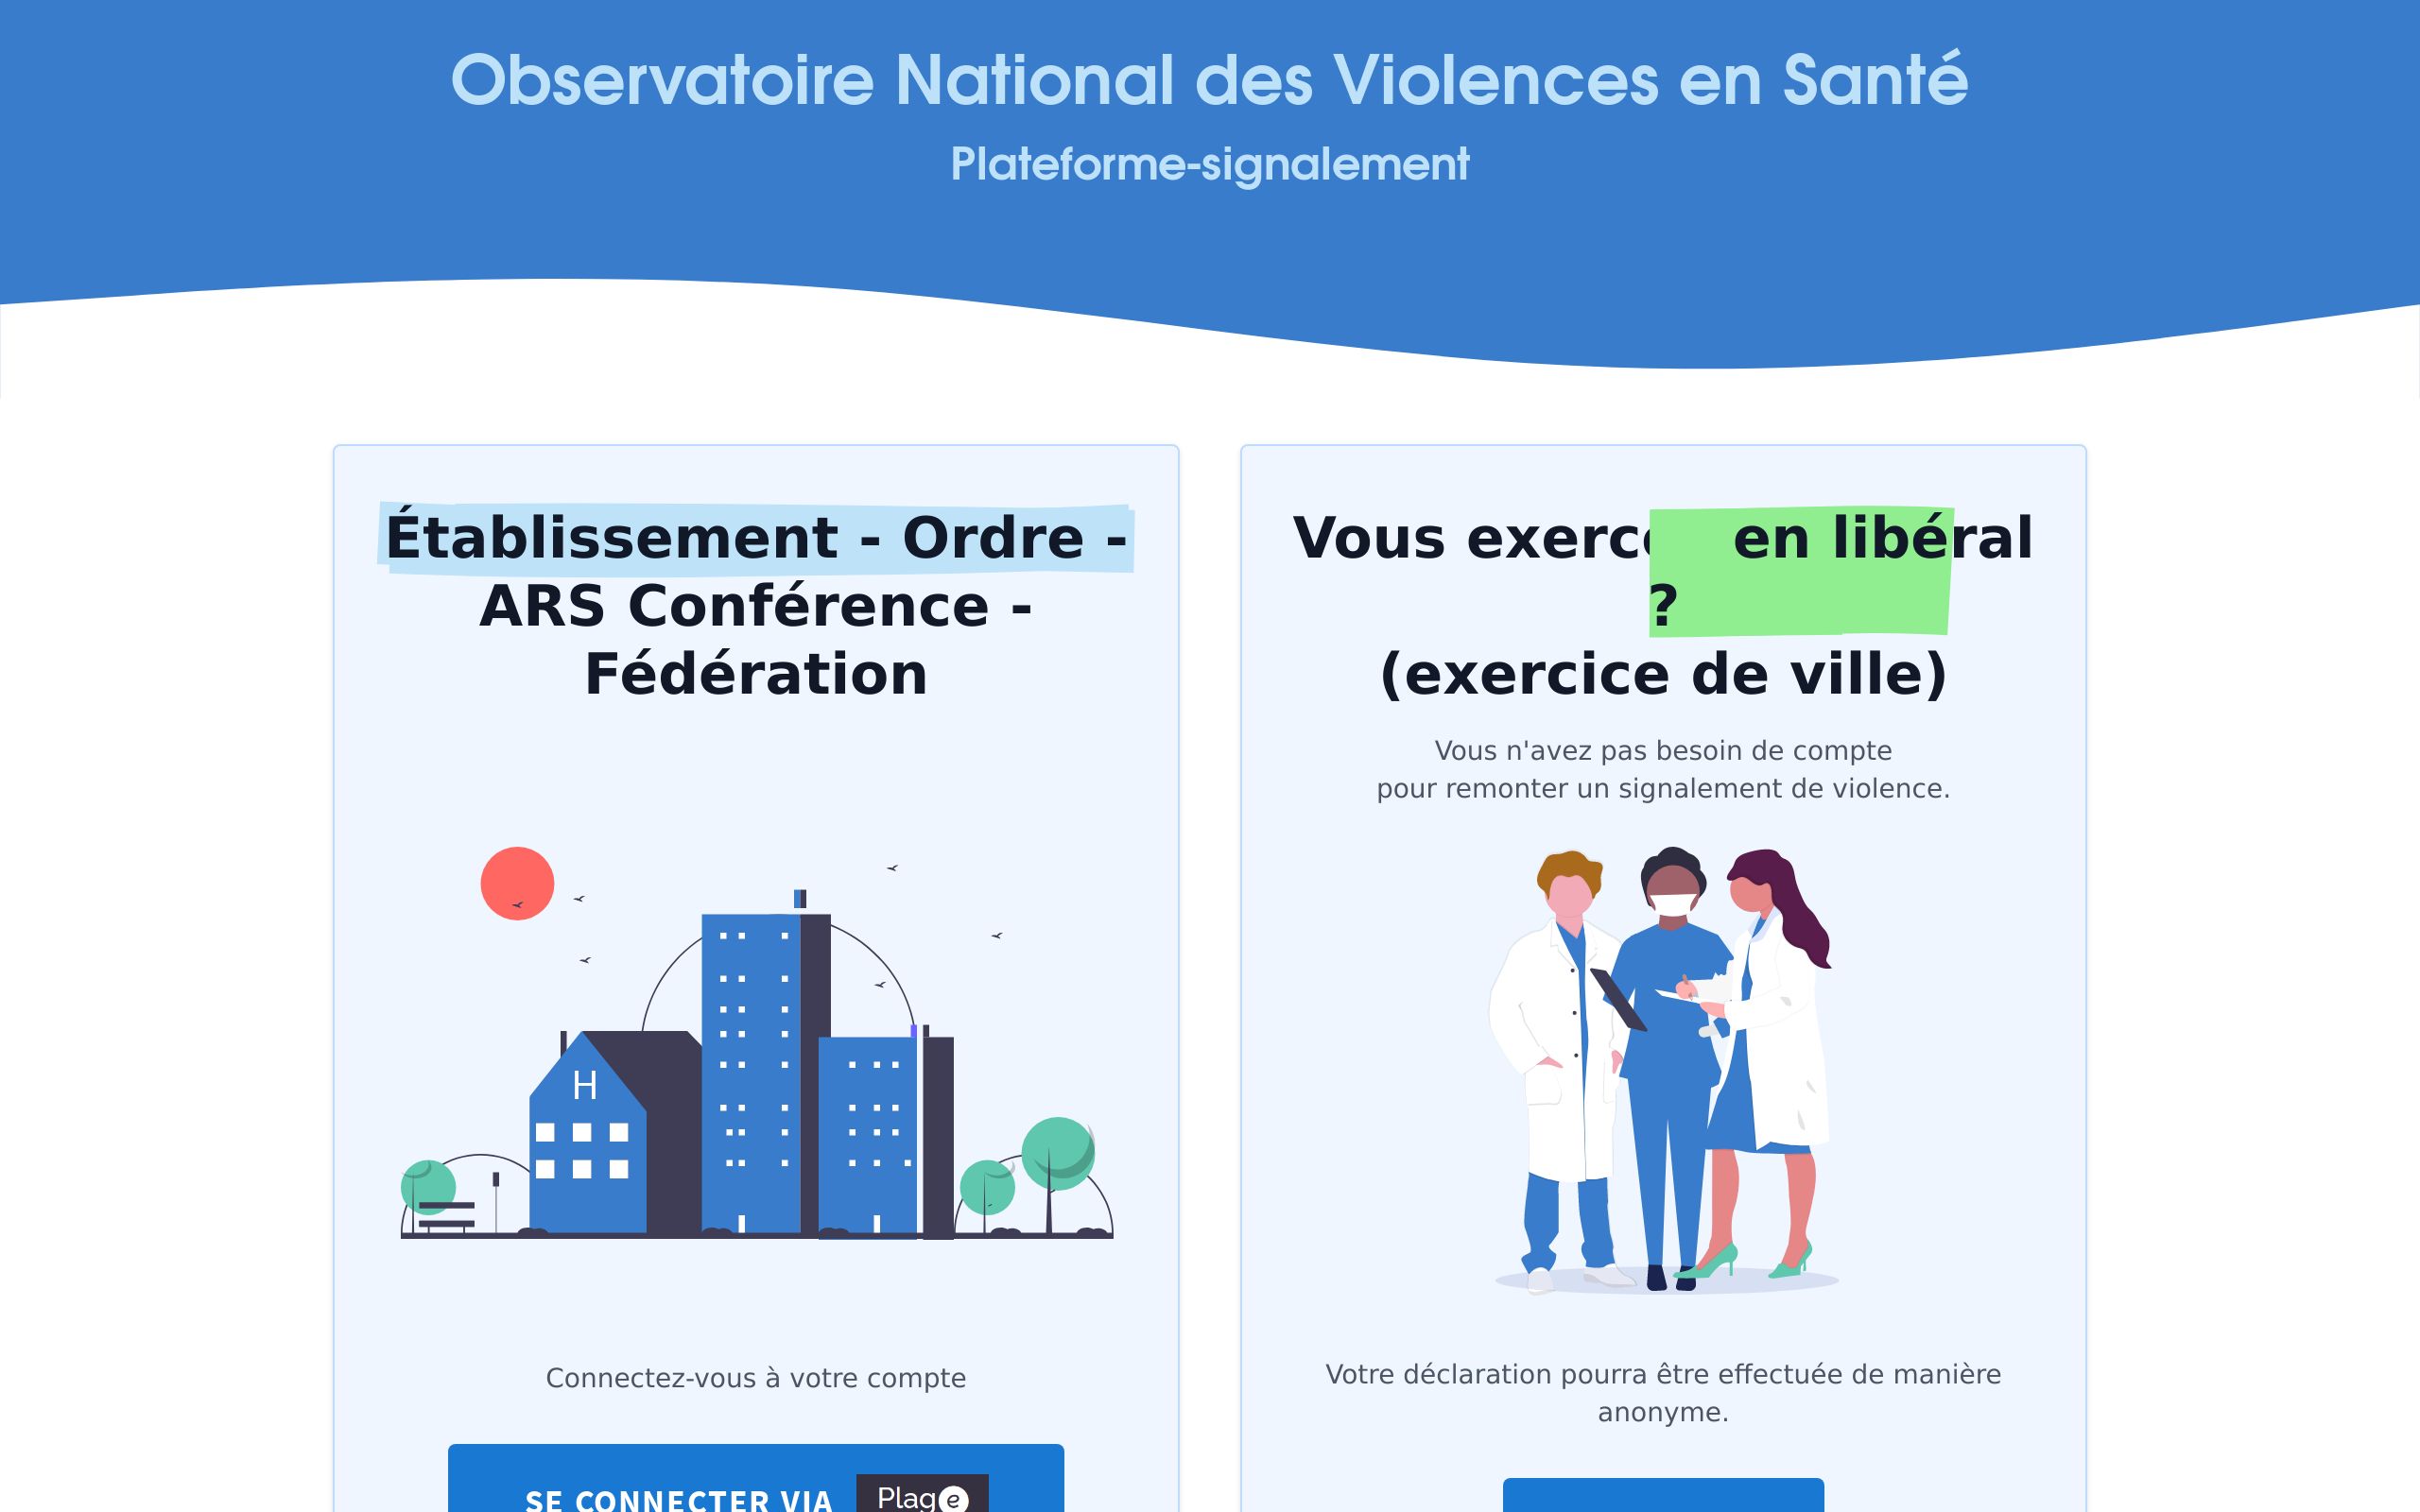 Observatoire National des Violences en Santé
Plateforme-signalement
Établissement - Ordre -
ARS Conférence -
Fédération
Connectez-vous à votre compte
SE CONNECTER VIA Plage
Vous en libéral
?
(exercice de ville)
Vous n'avez pas besoin de compte
pour remonter un signalement de violence.
H
Votre déclaration pourra être effectuée de manière
anonyme.